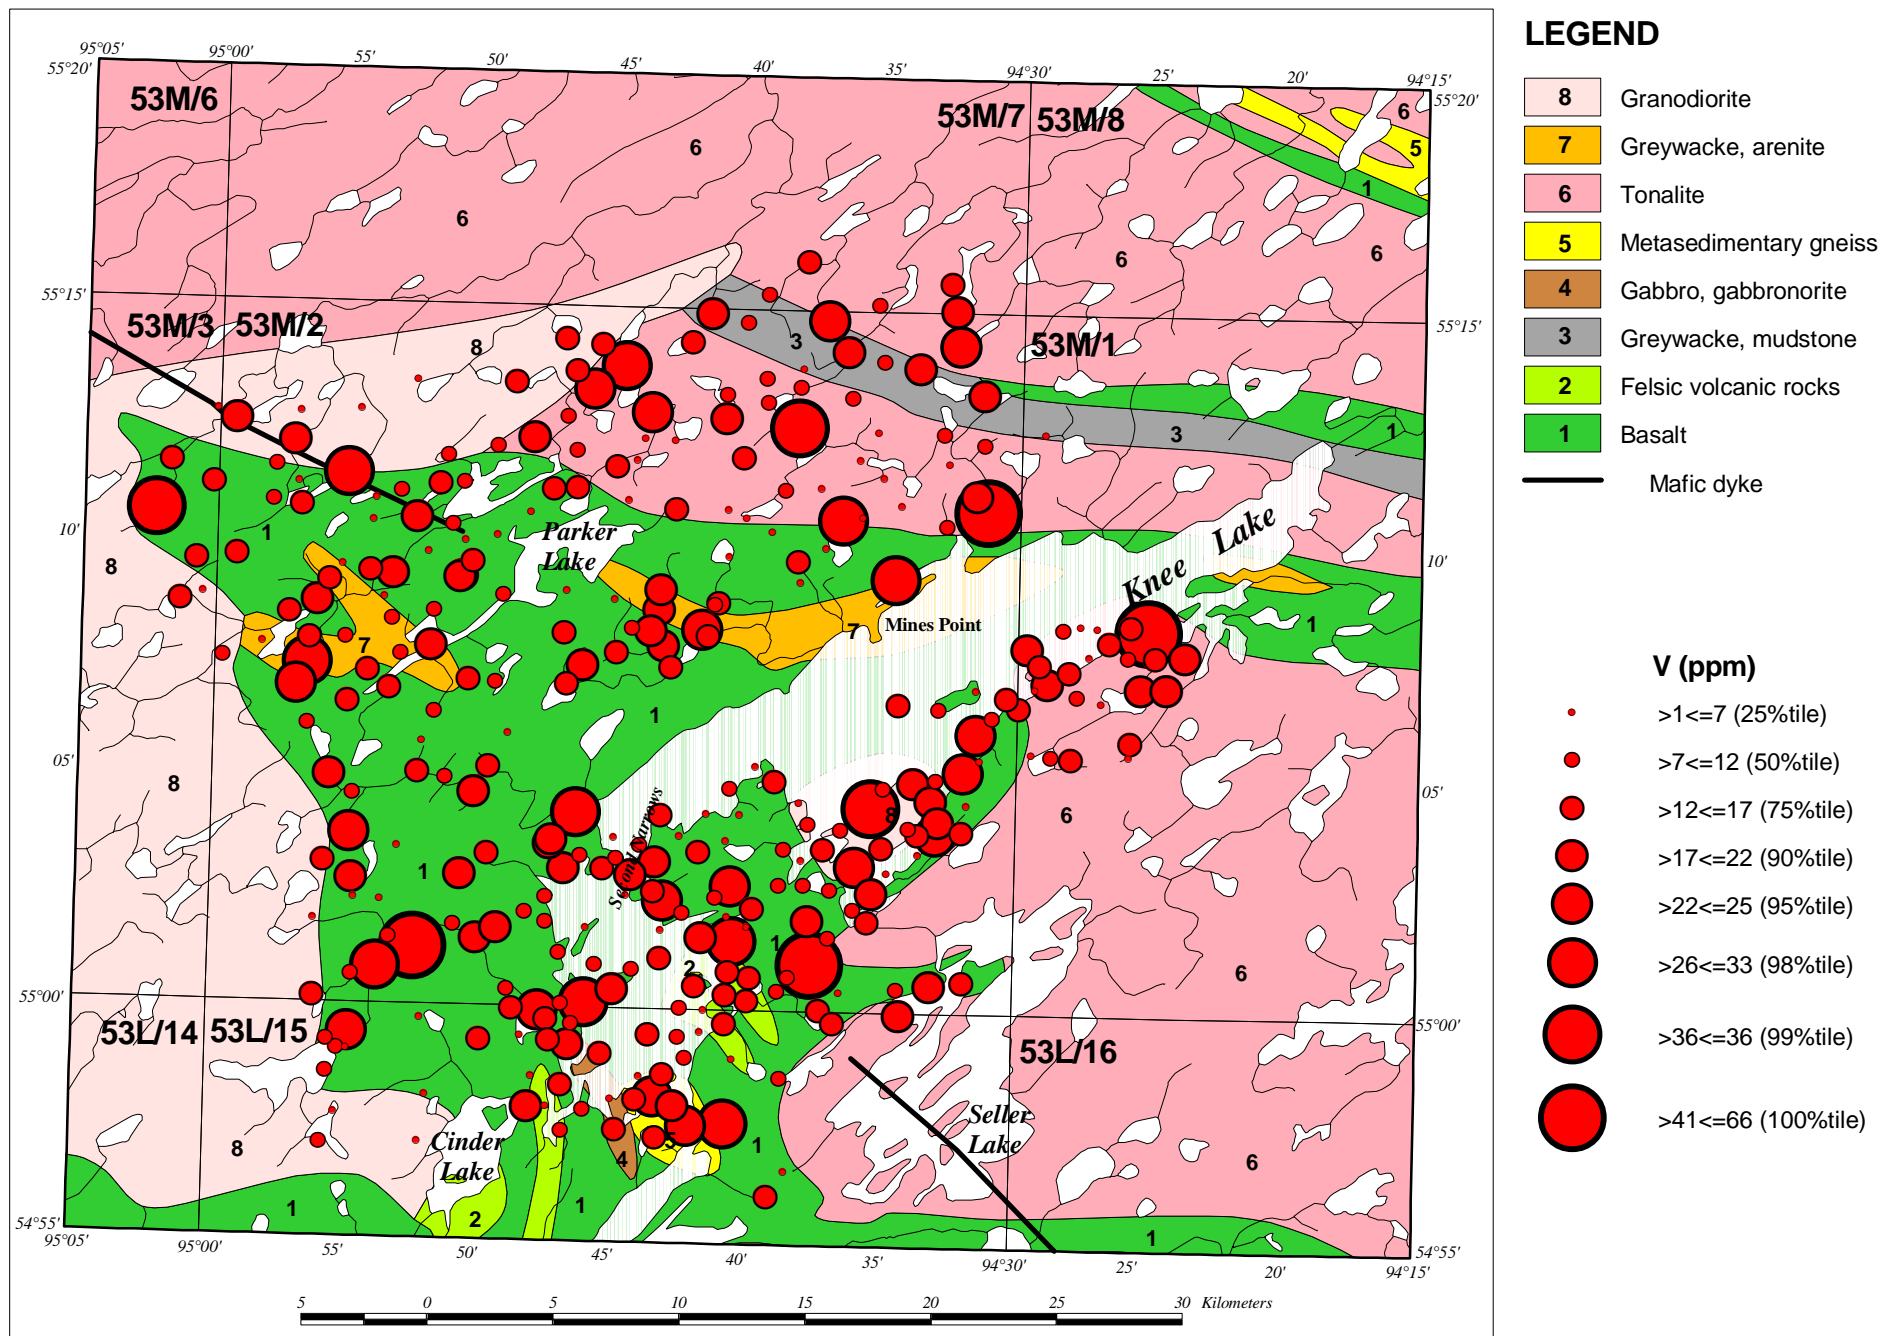 95°05'
95°00'
55'
50'
45'
40'
35'
94°30'
25'
20'
94°15'
55°20'
55°20'
53M/6
53M/7
53M/8
6
6
6
5
1
6
6
6
55°15'
55°15'
53M/3
53M/2
53M/1
8
3
3
1
1
Parker
Lake
Knee Lake
10'
10'
8
7
7
Mines Point
1
1
05'
05'
8
Second Narrows
8
6
1
1
2
6
55°00'
55°00'
53L/14
53L/15
53L/16
Cinder
Lake
Seller
Lake
8
5
4
1
6
1
2
1
1
54°55'
54°55'
95°05'
95°00'
55'
50'
45'
40'
35'
94°30'
25'
20'
94°15'
5
0
5
10
15
20
25
30 Kilometers
LEGEND
8 Granodiorite
7 Greywacke, arenite
6 Tonalite
5 Metasedimentary gneiss
4 Gabbro, gabbronorite
3 Greywacke, mudstone
2 Felsic volcanic rocks
1 Basalt
Mafic dyke
V (ppm)
>1<=7 (25%tile)
>7<=12 (50%tile)
>12<=17 (75%tile)
>17<=22 (90%tile)
>22<=25 (95%tile)
>26<=33 (98%tile)
>36<=36 (99%tile)
>41<=66 (100%tile)